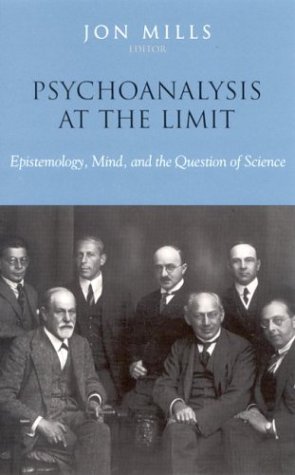 JON MILLS
EDITOR
PSYCHOANALYSIS
AT THE LIMIT
Epistemology, Mind, and the Question of Science